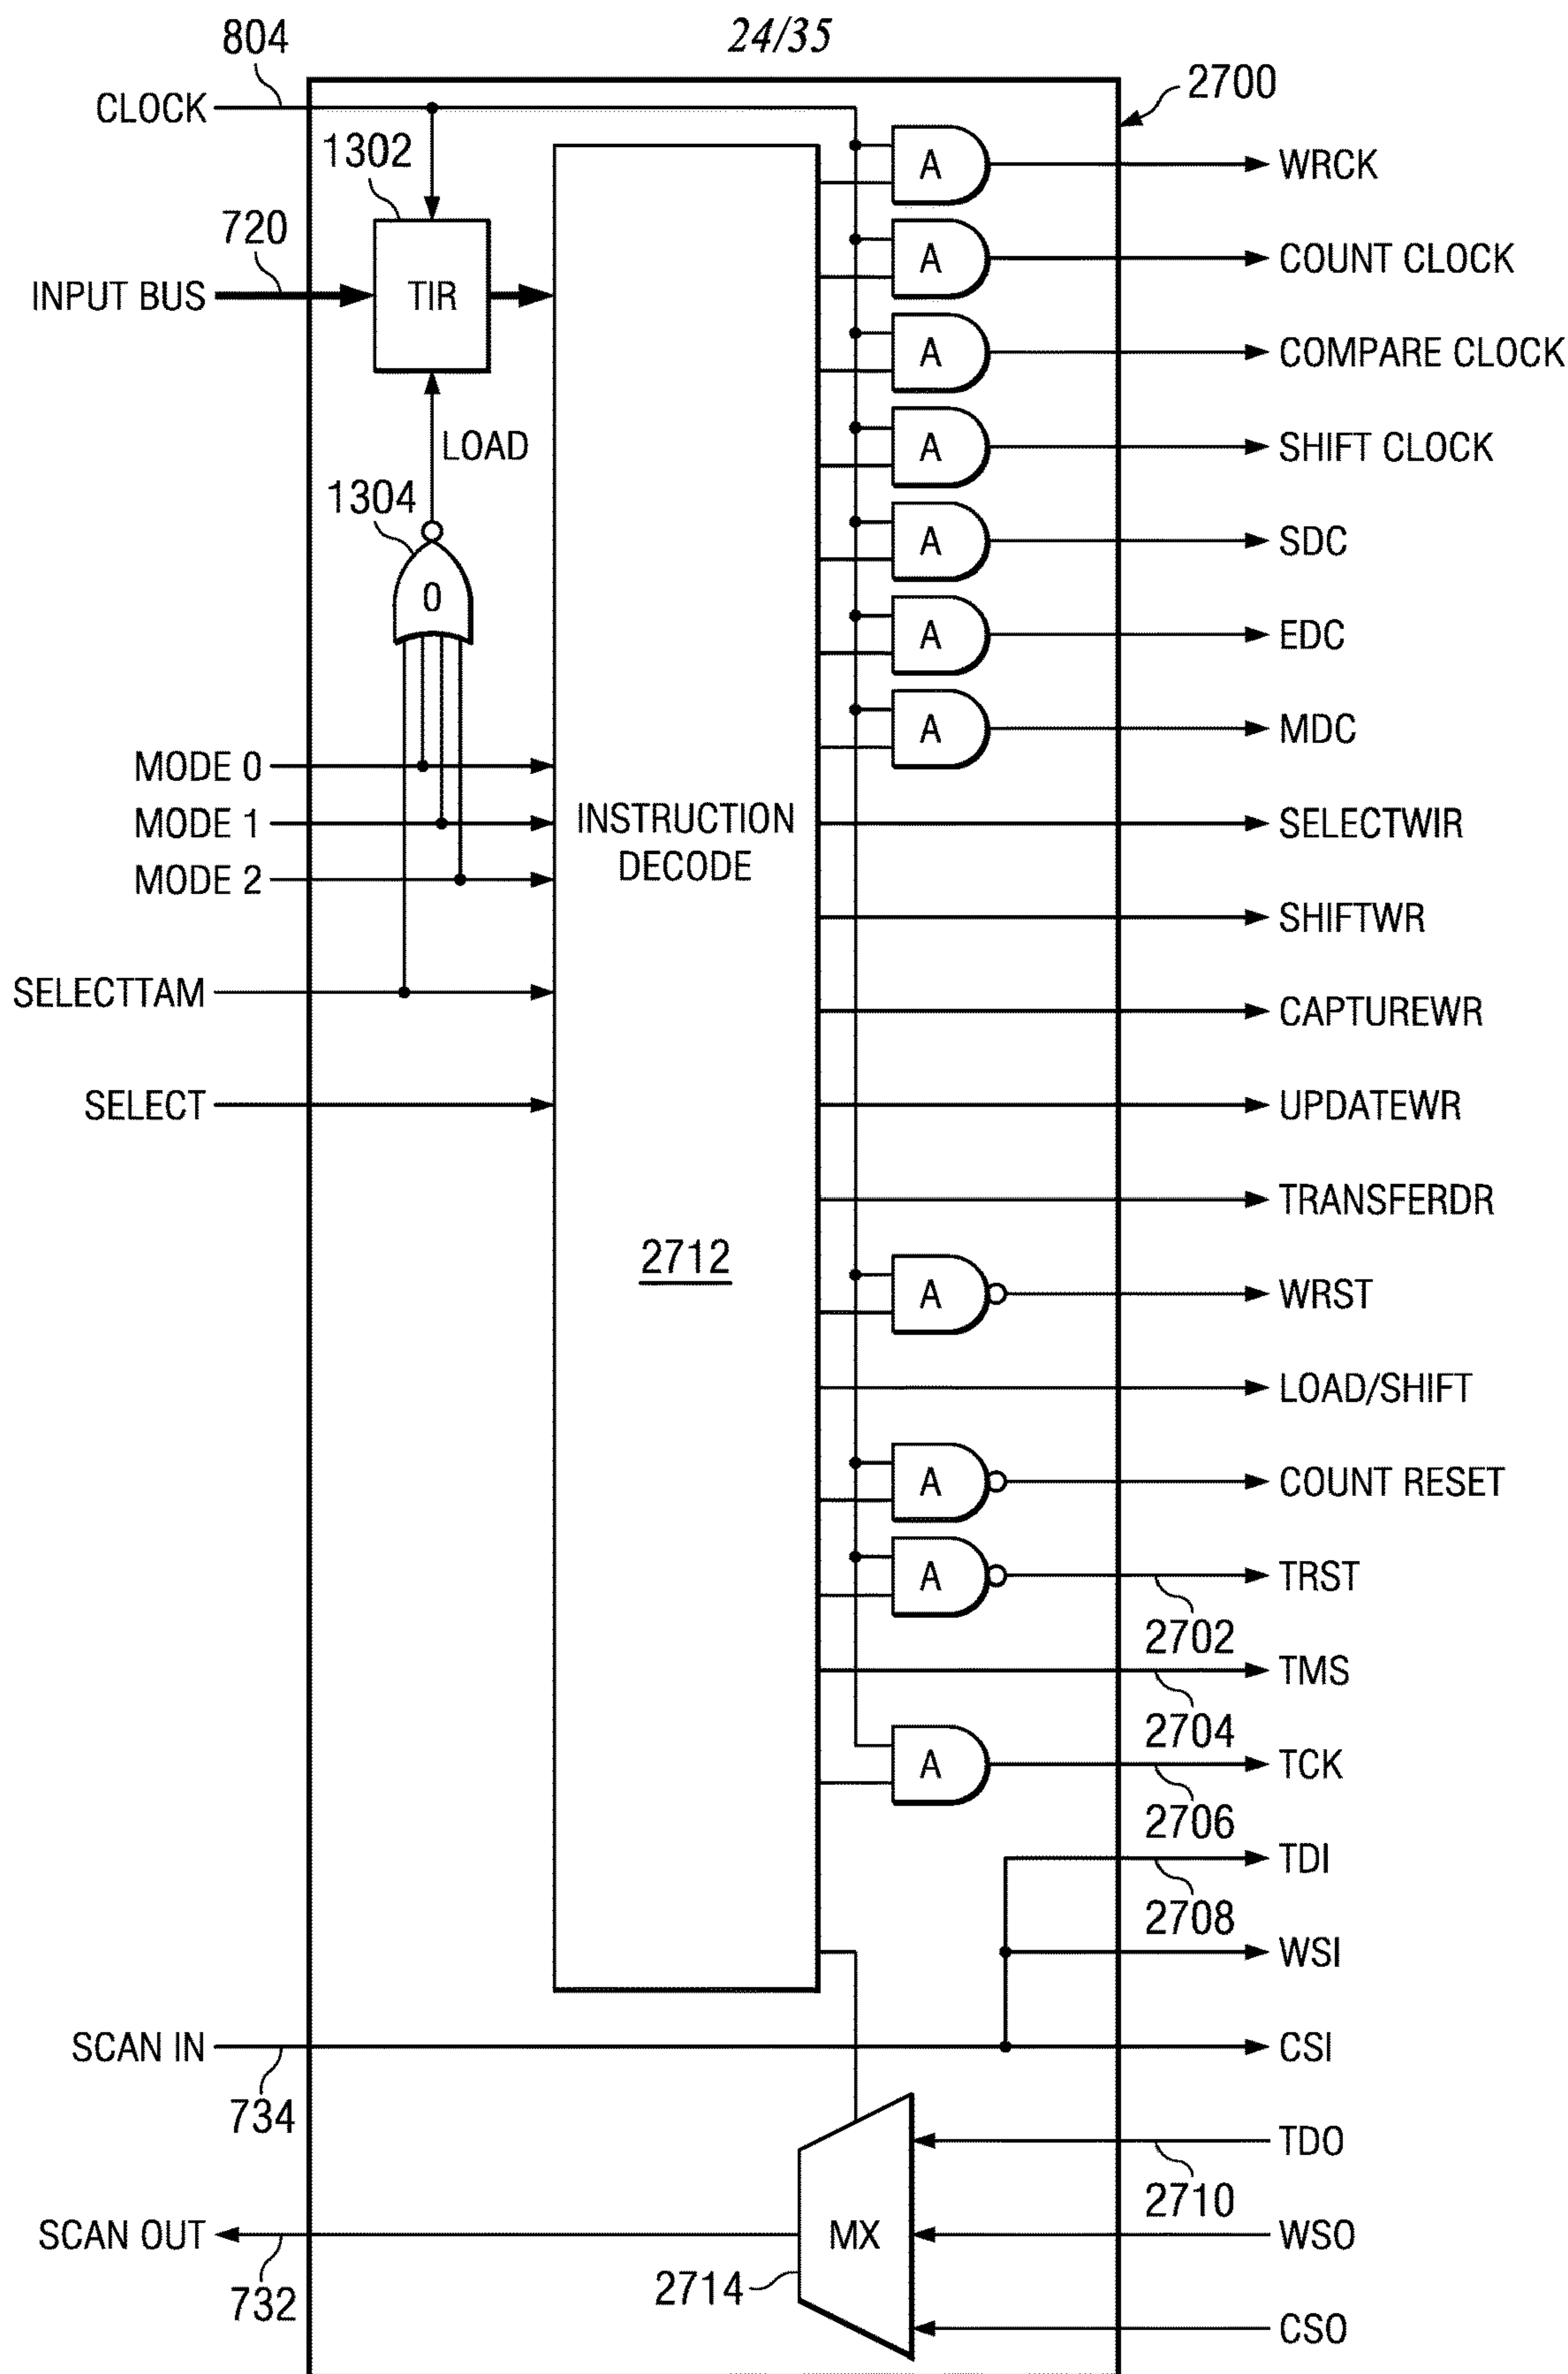 24/35
804
CLOCK
2700
1302
A
WRCK
720
A
COUNT CLOCK
INPUT BUS
TIR
A
COMPARE CLOCK
LOAD
A
SHIFT CLOCK
1304
A
SDC
0
A
EDC
A
MDC
MODE 0
MODE 1
INSTRUCTION
DECODE
SELECTWIR
MODE 2
SHIFTWR
SELECTTAM
CAPTUREWR
SELECT
UPDATEWR
TRANSFERDR
2712
A
WRST
LOAD/SHIFT
A
COUNT RESET
A
TRST
2702
TMS
2704
A
TCK
2706
TDI
2708
WSI
SCAN IN
CSI
734
TDO
2710
SCAN OUT
MX
WSO
2714
732
CSO